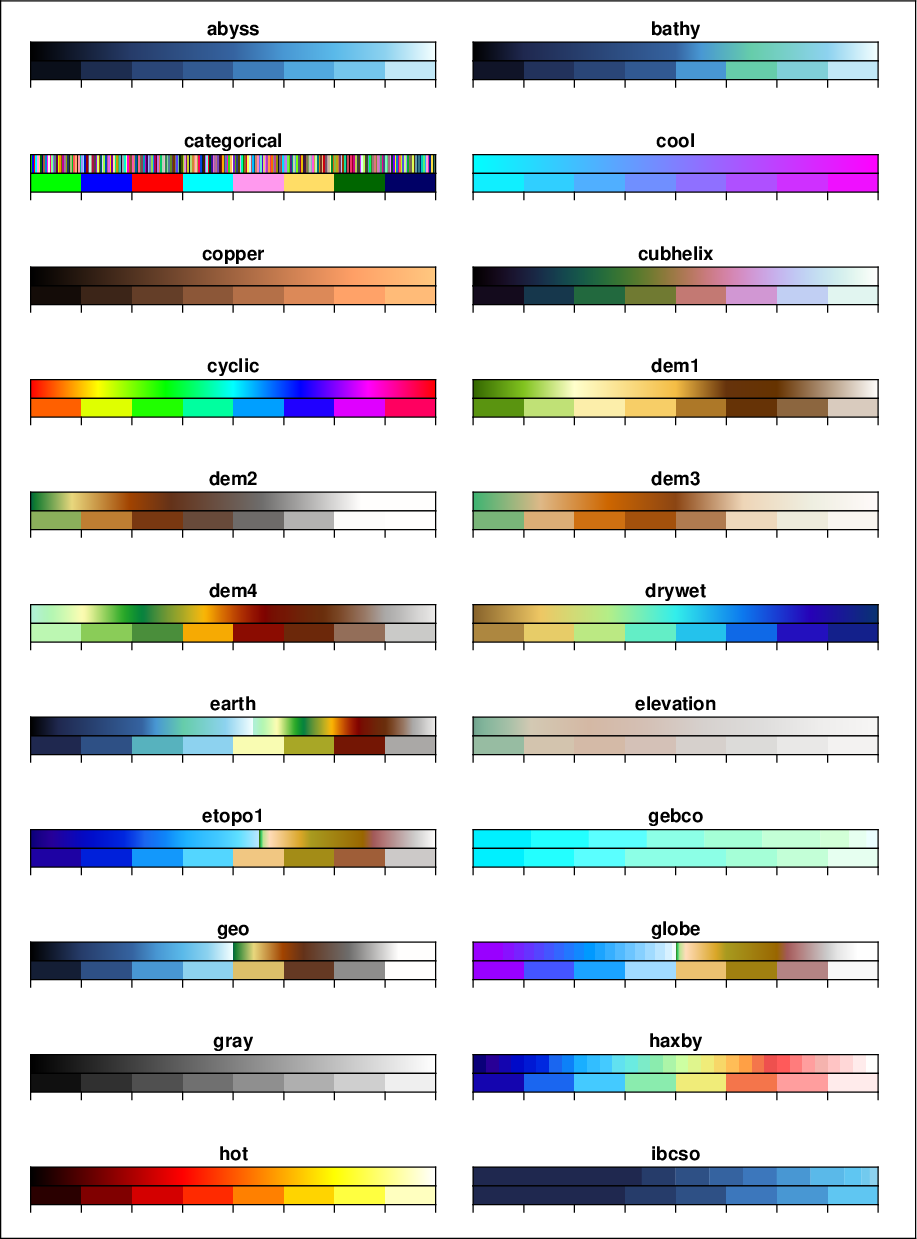 abyss
bathy
categorical
cool
copper
cubhelix
cyclic
dem1
dem2
dem3
dem4
drywet
earth
elevation
etopo1
gebco
geo
globe
gray
haxby
hot
ibcso